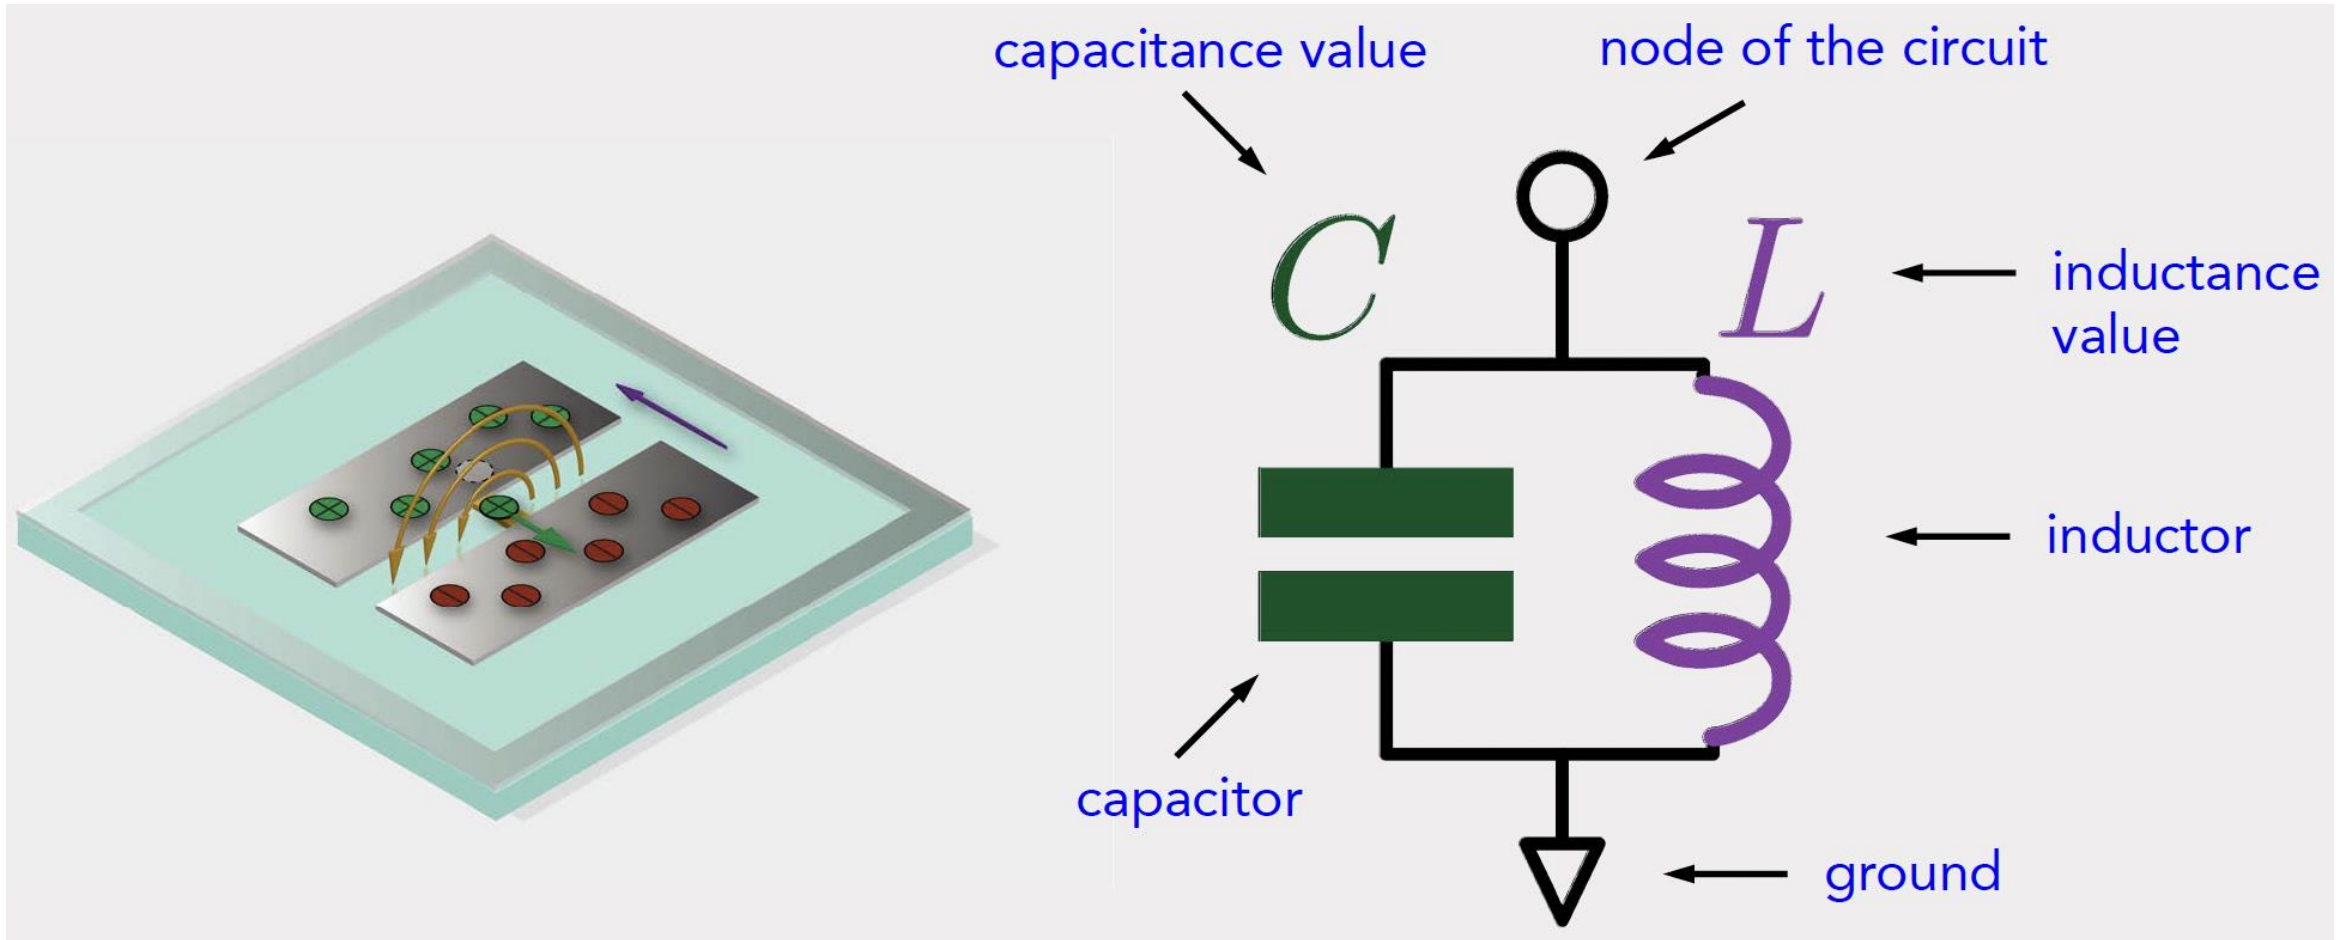 capacitance value
node of the circuit
C
L
inductance
value
inductor
capacitor
ground